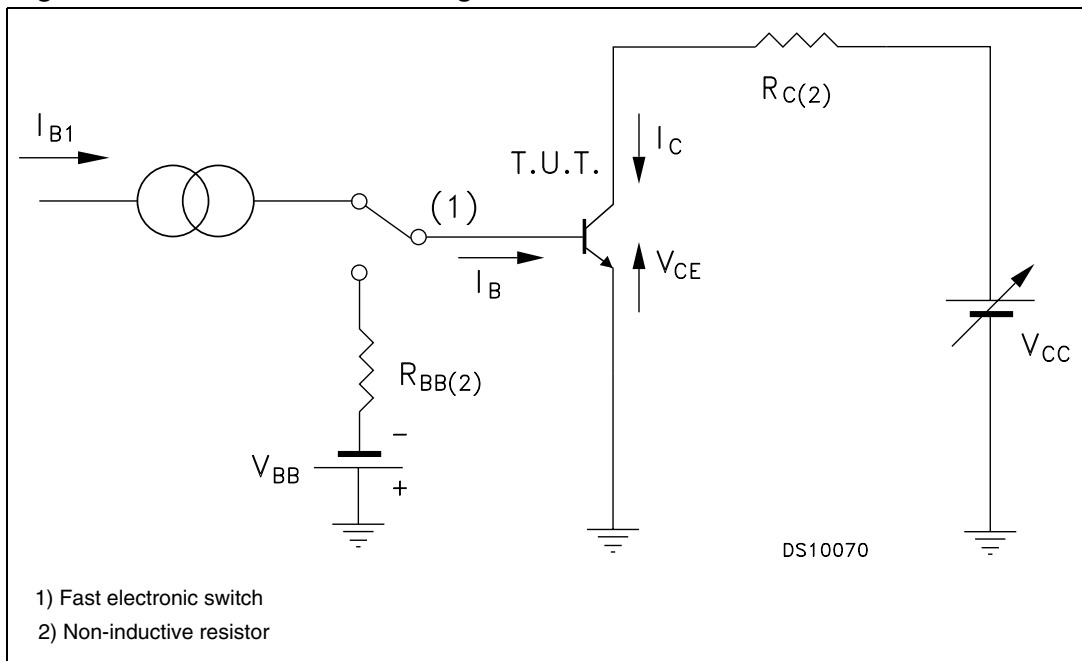 R_C(2)
I_B1
I_C
T.U.T.
(1)
I_B
V_CE
V_CC
R_BB(2)
−
V_BB
+
DS10070
1) Fast electronic switch
2) Non-inductive resistor